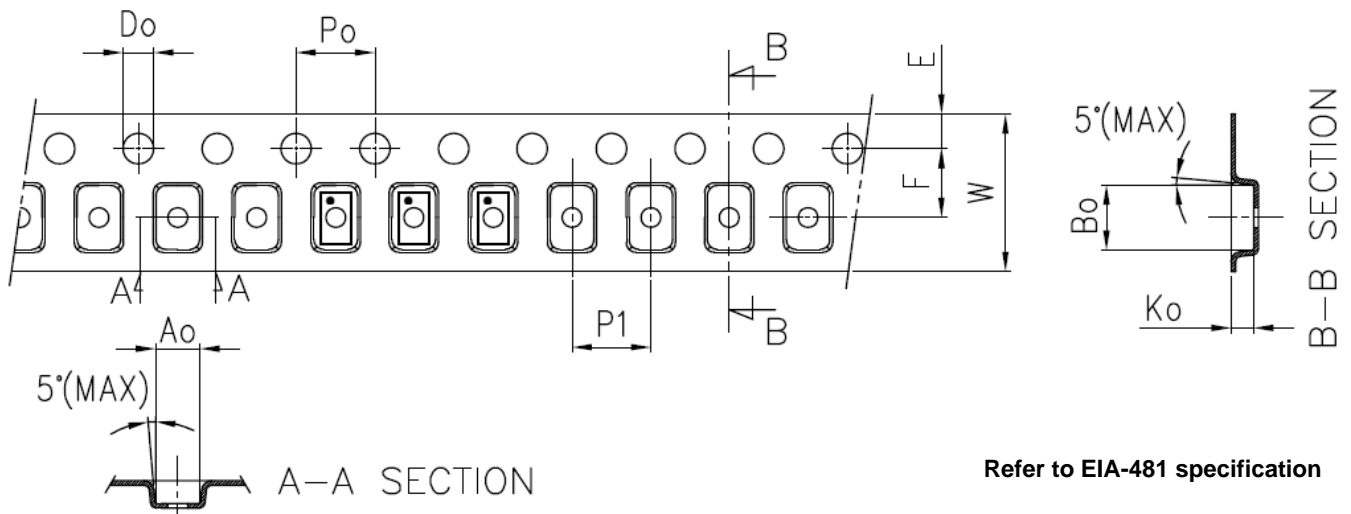 Do
Po
B
E
5°(MAX)
F
W
Bo
B-B SECTION
A
A
P1
B
Ko
Ao
5°(MAX)
A-A SECTION
Refer to EIA-481 specification